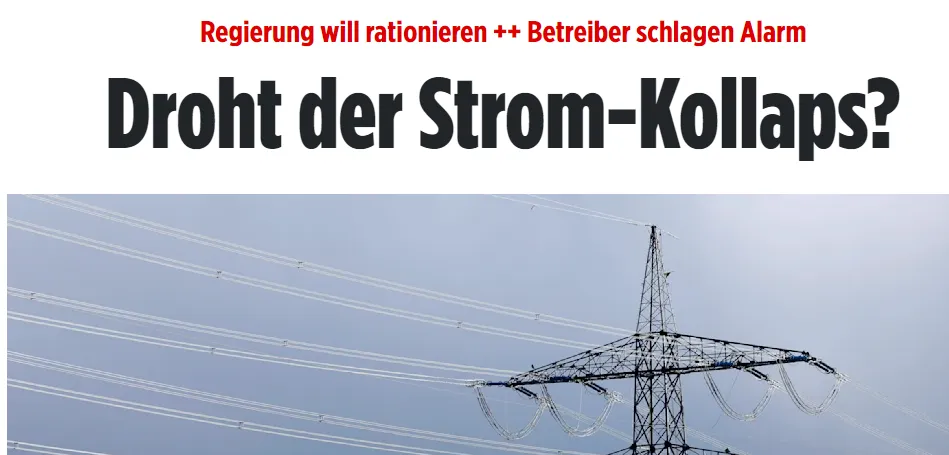 Regierung will rationieren ++ Betreiber schlagen Alarm
Droht der Strom-Kollaps?